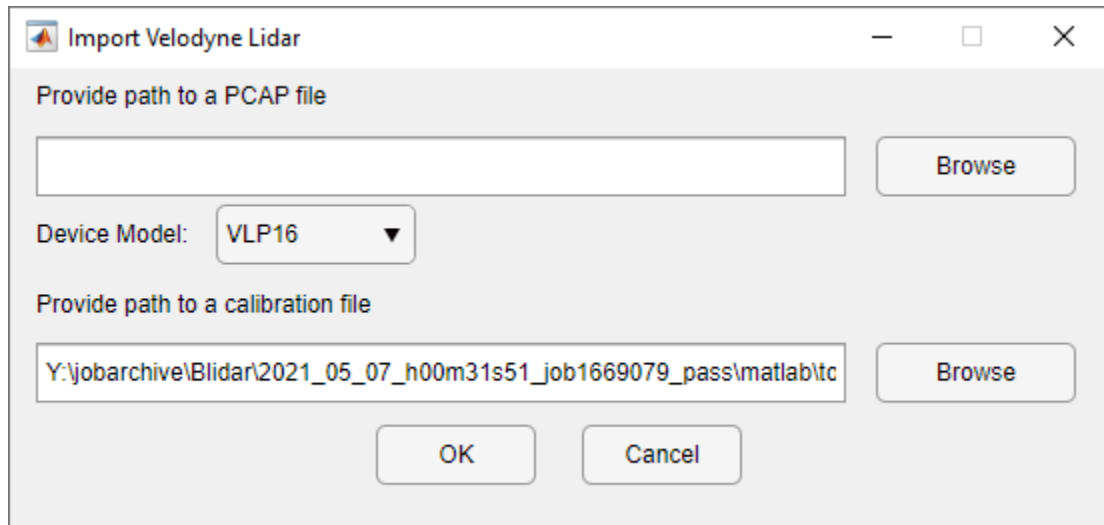 Import Velodyne Lidar
Provide path to a PCAP file
Browse
Device Model: VLP16
Provide path to a calibration file
Y:\jobarchive\Blidar\2021_05_07_h00m31s51_job1669079_pass\matlab\tc Browse
OK Cancel